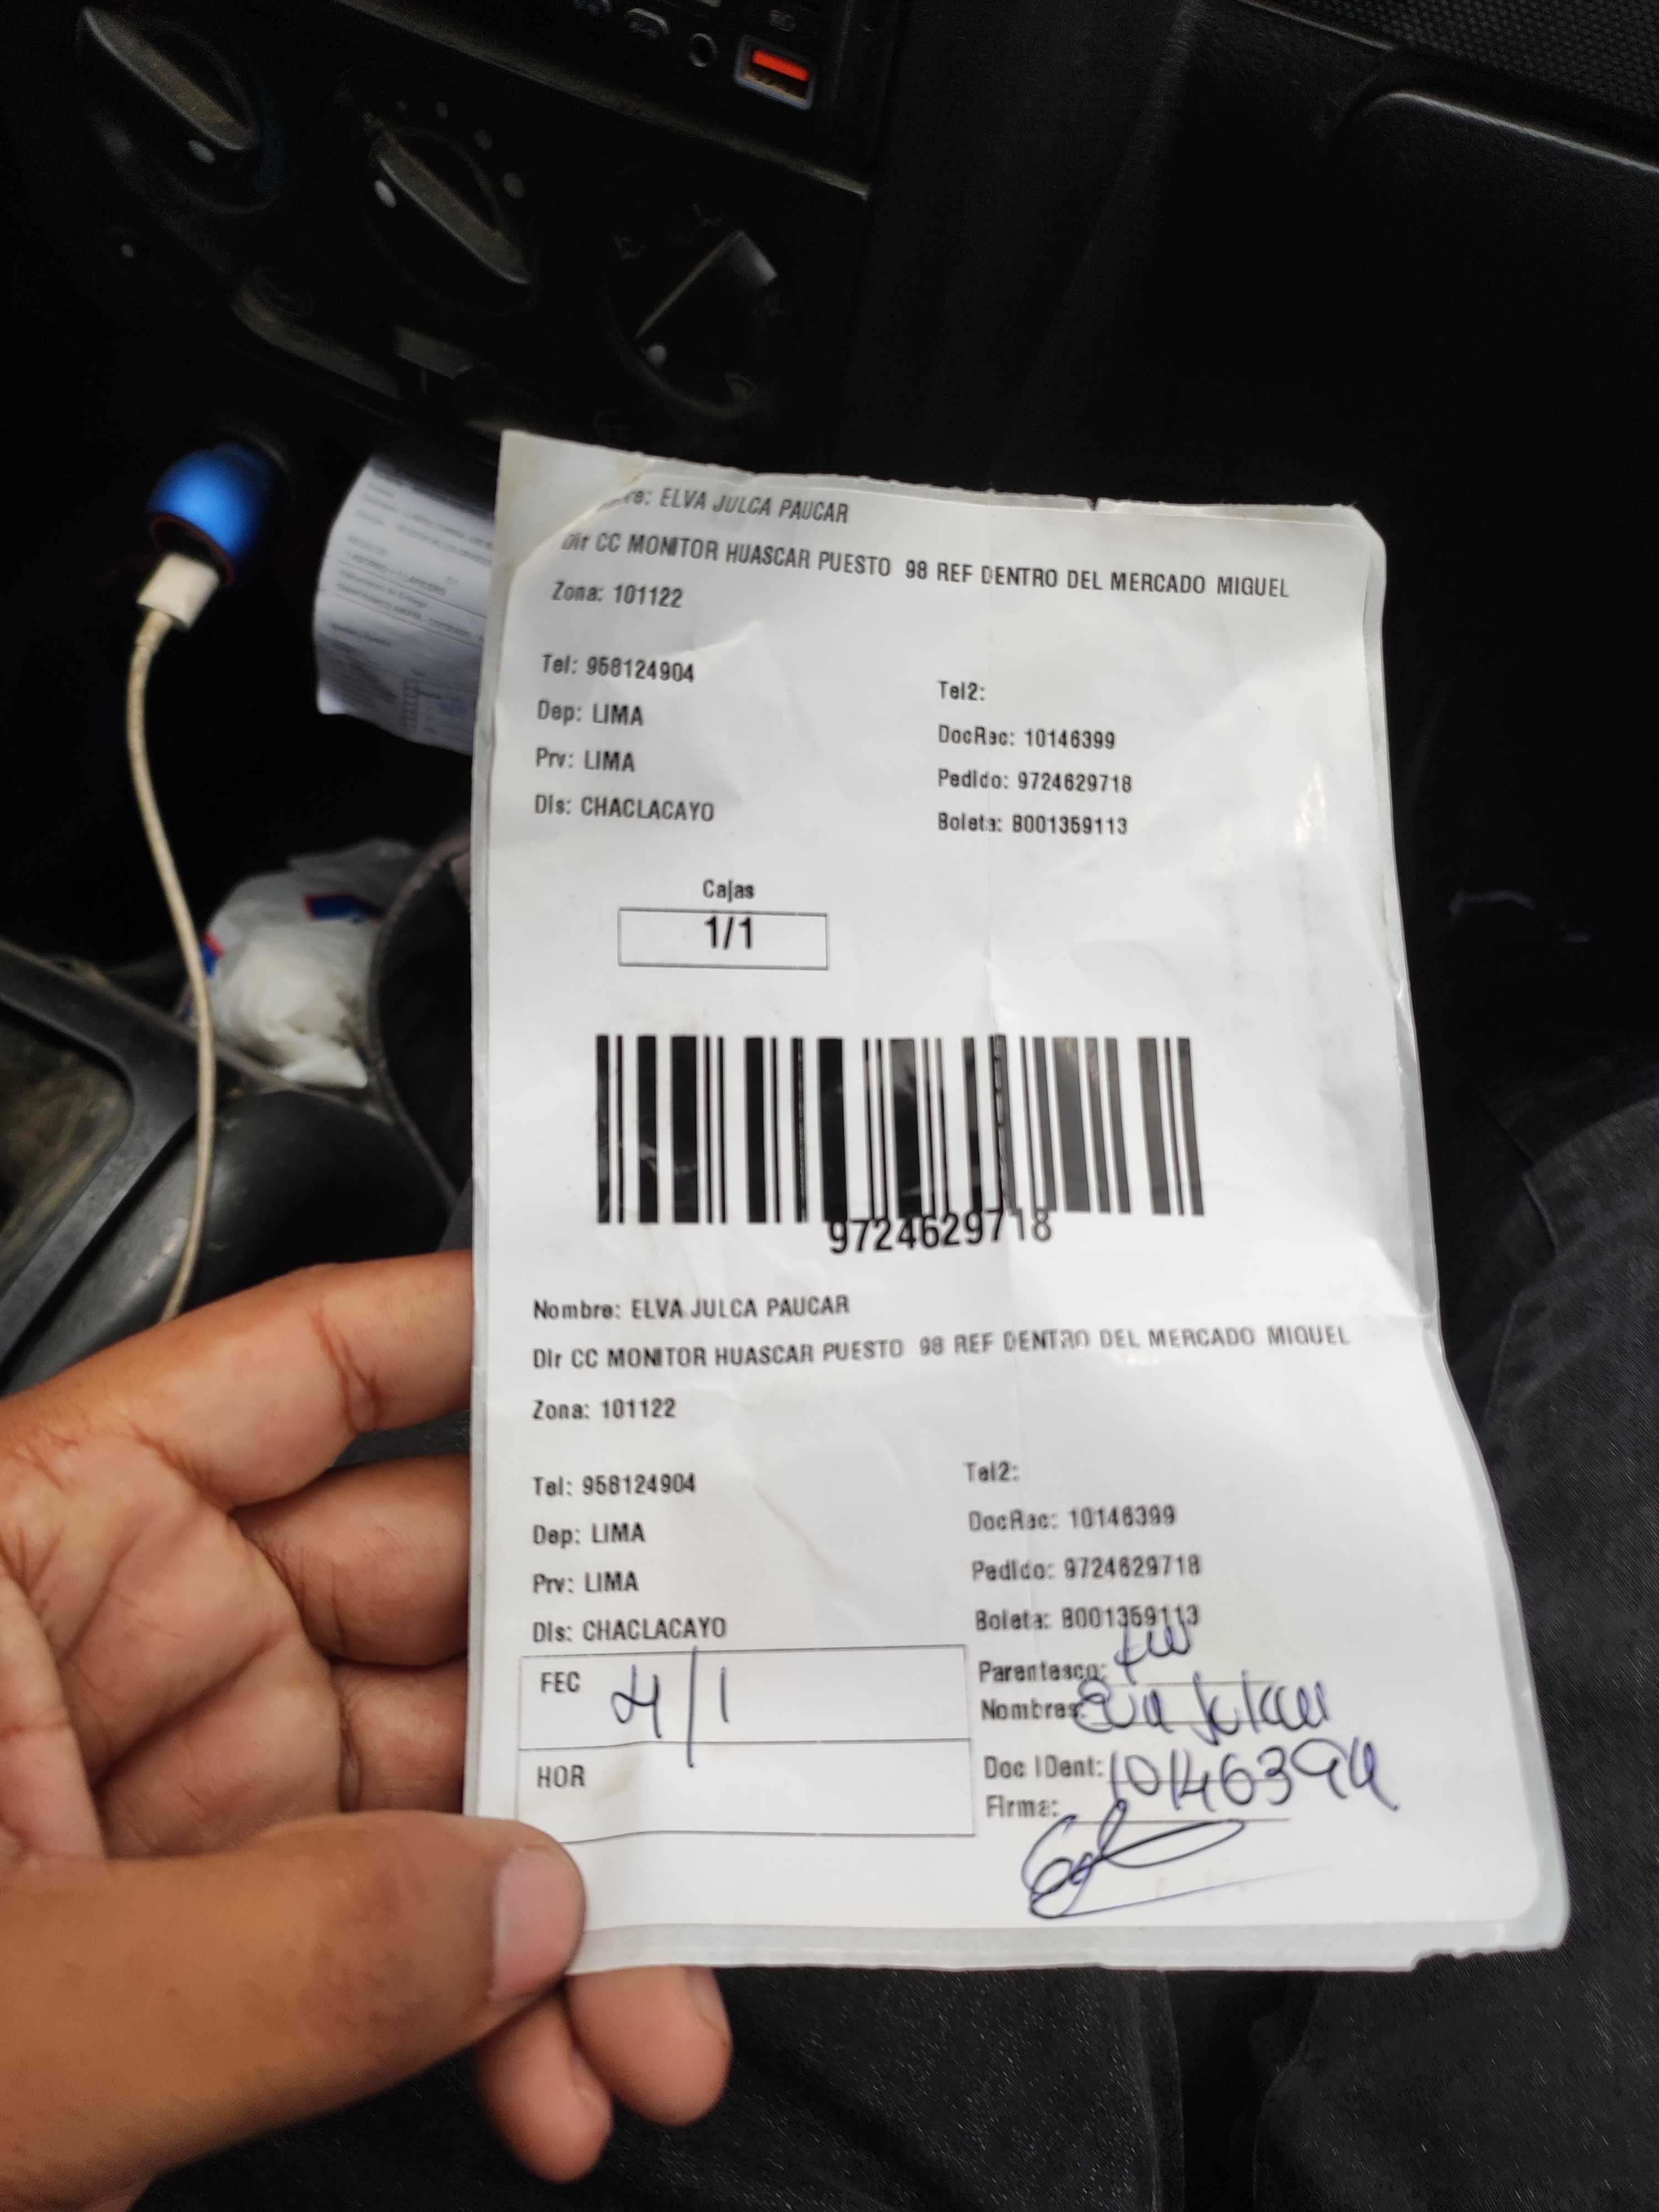 re: ELVA JULCA PAUCAR
Dir CC MONITOR HUASCAR PUESTO 98 REF DENTRO DEL MERCADO MIGUEL
Zona: 101122
Tel: 958124904
Tel2:
Dep: LIMA
DocRec: 10146399
Prv: LIMA
Pedido: 9724629718
Dis: CHACLACAYO
Boleta: B001359113
Cajas
1/1
9724629718
Nombre: ELVA JULCA PAUCAR
Dir CC MONITOR HUASCAR PUESTO 98 REF DENTRO DEL MERCADO MIGUEL
Zona: 101122
Tel: 958124904
Tel2:
Dep: LIMA
DocRec: 10146399
Prv: LIMA
Pedido: 9724629718
Dis: CHACLACAYO
Boleta: B001359113
FEC 4/1
Parentesco:
Nombres:
HOR
Doc IDent:
Firma: